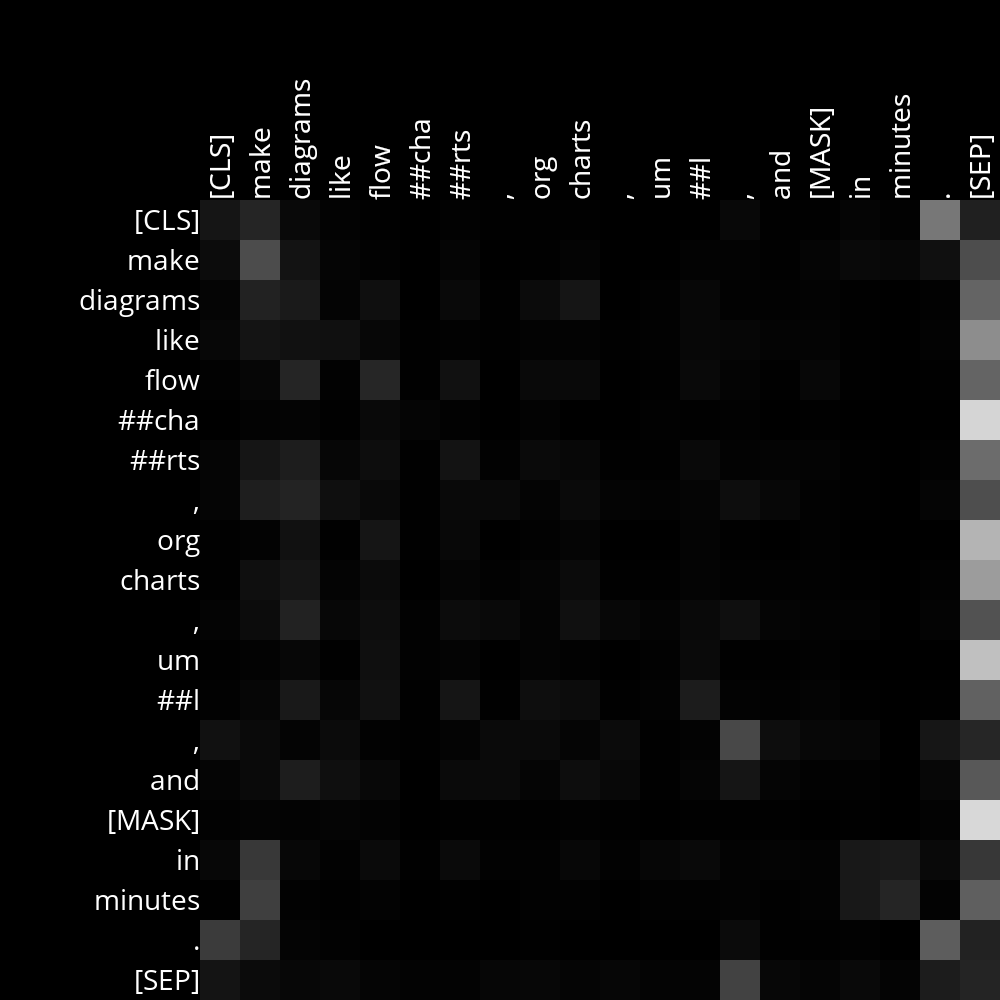 [CLS] make diagrams like flow ##cha ##rts , org charts , um ##l , and [MASK] in minutes . [SEP]
[CLS]
make
diagrams
like
flow
##cha
##rts
,
org
charts
,
um
##l
,
and
[MASK]
in
minutes
.
[SEP]